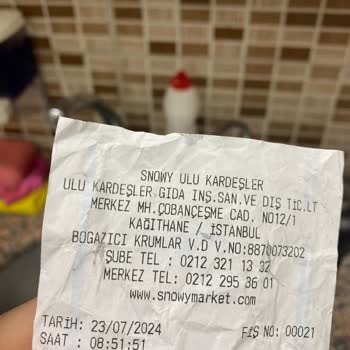 SNOWY ULU KARDEŞLER
ULU KARDEŞLER GIDA INŞ.SAN.VE DIŞ TİC.LT
MERKEZ MH.ÇOBANÇEŞME CAD. NO12/1
KAĞITHANE / İSTANBUL
BOGAZICI KRUMLAR V.D V.NO:8870073202
ŞUBE TEL : 0212 321 13 32
MERKEZ TEL: 0212 295 36 01
www.snowymarket.com
TARİH: 23/07/2024 FİŞ NO: 00021
SAAT : 08:51:51